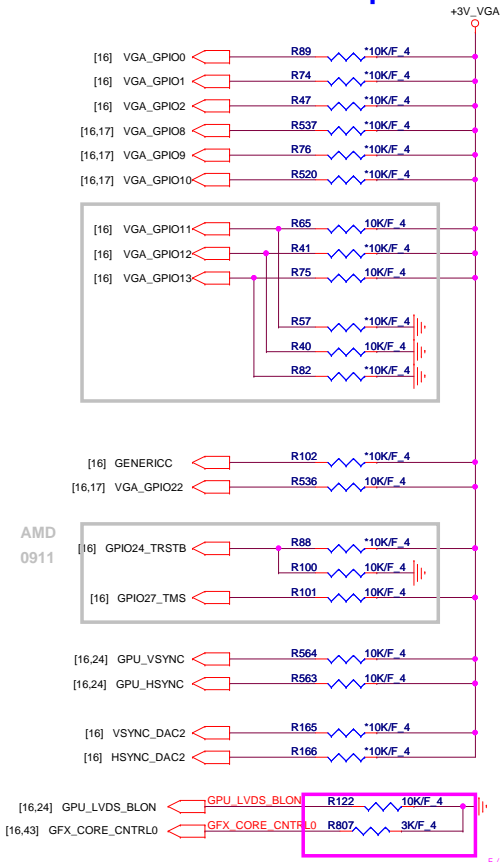 +3V_VGA
[16] VGA_GPIO0 R89 *10K/F_4
[16] VGA_GPIO1 R74 *10K/F_4
[16] VGA_GPIO2 R47 *10K/F_4
[16,17] VGA_GPIO8 R537 *10K/F_4
[16,17] VGA_GPIO9 R76 *10K/F_4
[16,17] VGA_GPIO10 R520 *10K/F_4
[16] VGA_GPIO11 R65 10K/F_4
[16] VGA_GPIO12 R41 *10K/F_4
[16] VGA_GPIO13 R75 10K/F_4
R57 *10K/F_4
R40 10K/F_4
R82 *10K/F_4
[16] GENERICC R102 *10K/F_4
[16,17] VGA_GPIO22 R536 *10K/F_4
AMD
0911
[16] GPIO24_TRSTB R88 *10K/F_4
R100 10K/F_4
[16] GPIO27_TMS R101 *10K/F_4
[16,24] GPU_VSYNC R564 10K/F_4
[16,24] GPU_HSYNC R563 10K/F_4
[16] VSYNC_DAC2 R165 *10K/F_4
[16] HSYNC_DAC2 R166 *10K/F_4
[16,24] GPU_LVDS_BLON GPU_LVDS_BLON R122 10K/F_4
[16,43] GFX_CORE_CNTRL0 GFX_CORE_CNTRL0 R807 3K/F_4